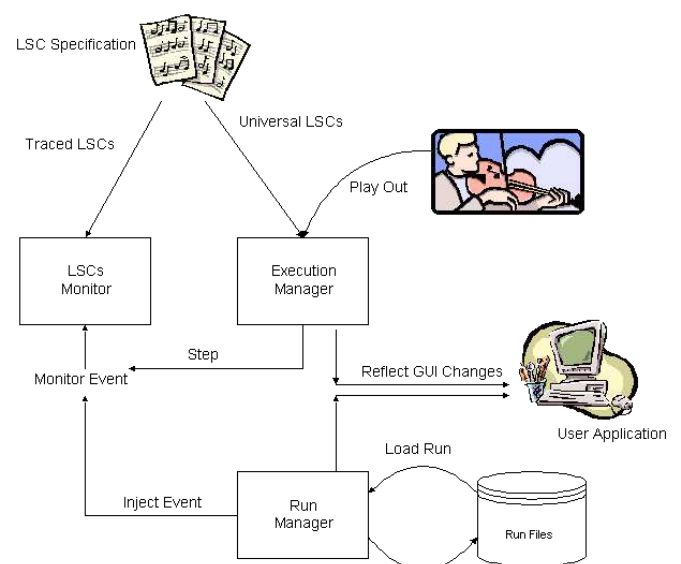 LSC Specification
Universal LSCs
Traced LSCs
Play Out
LSCs
Monitor
Execution
Manager
Step
Monitor Event
Reflect GUI Changes
User Application
Load Run
Inject Event
Run
Manager
Run Files